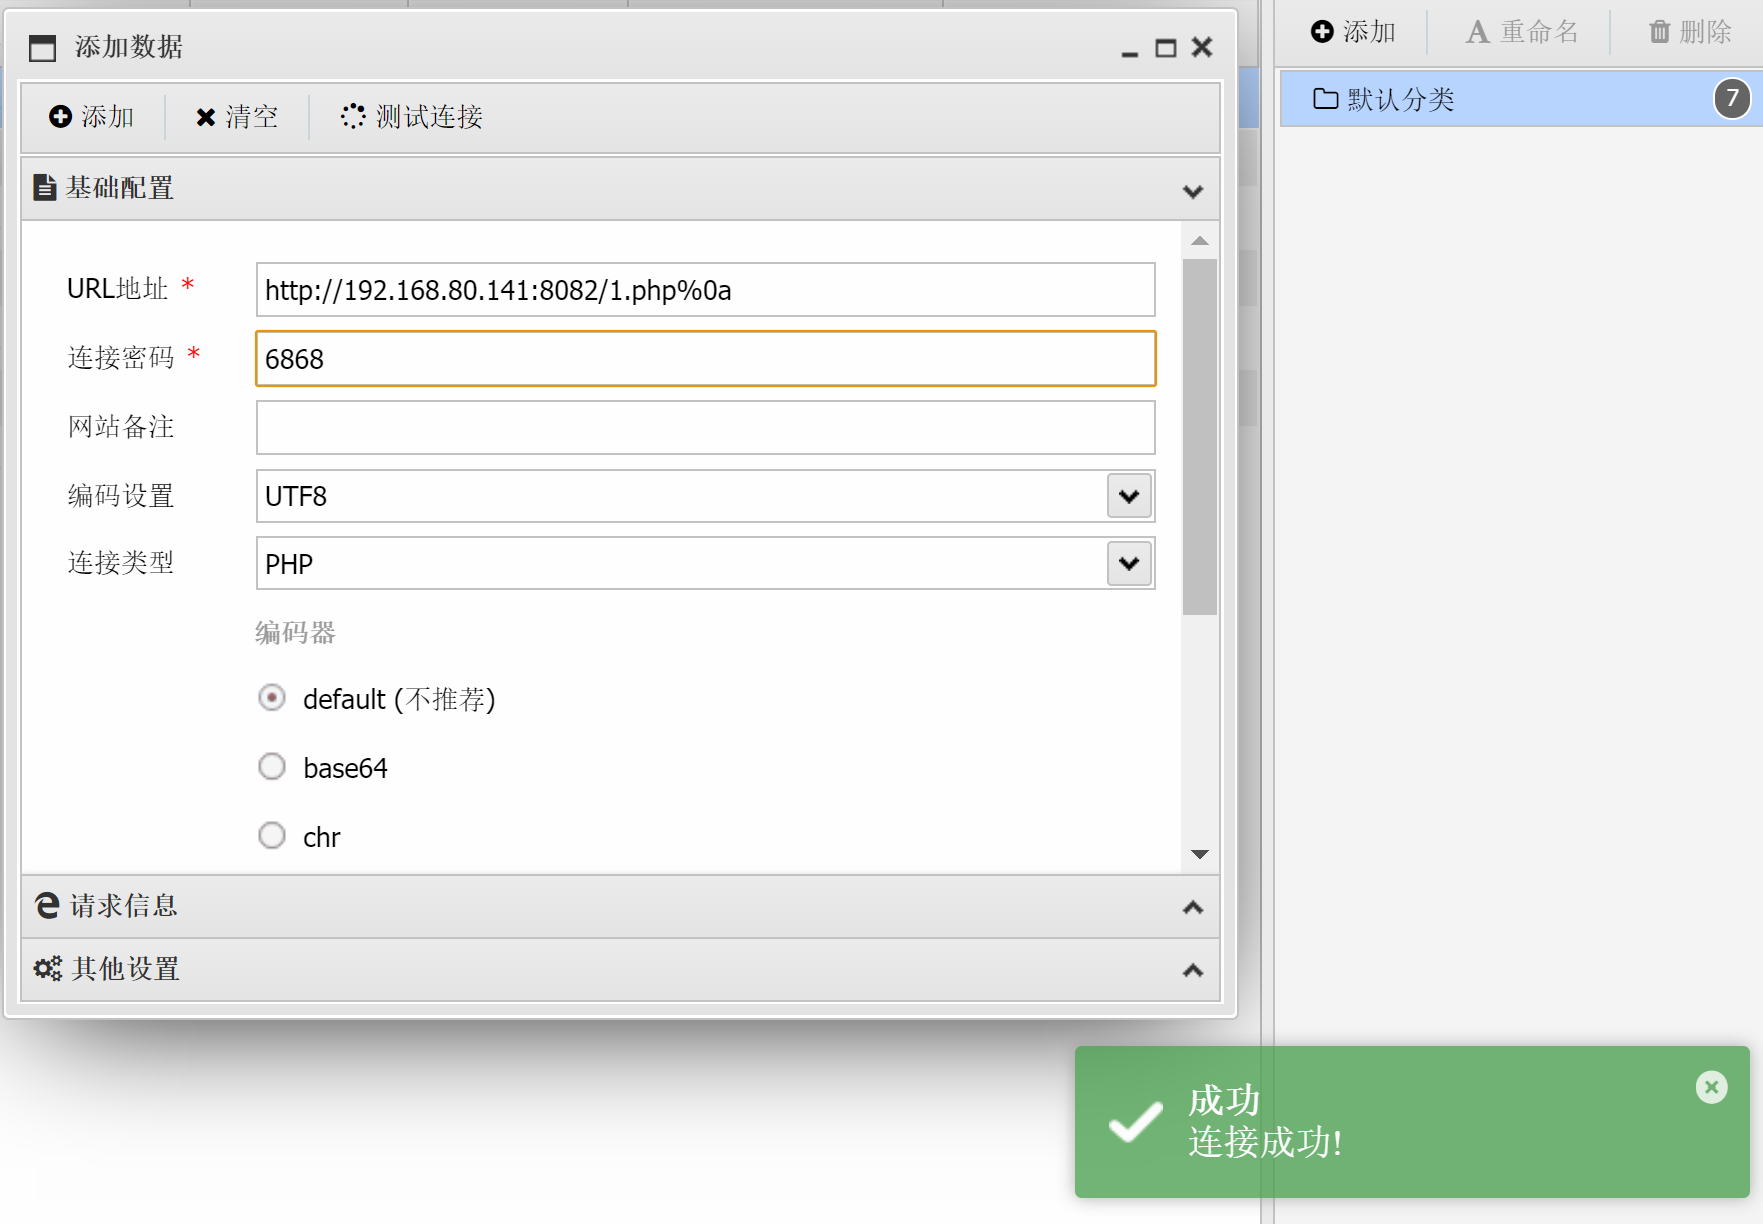 添加数据
添加 清空 测试连接
基础配置
URL地址 * http://192.168.80.141:8082/1.php%0a
连接密码 * 6868
网站备注
编码设置 UTF8
连接类型 PHP
编码器
default (不推荐)
base64
chr
请求信息
其他设置
添加 重命名 删除
默认分类 7
成功
连接成功!